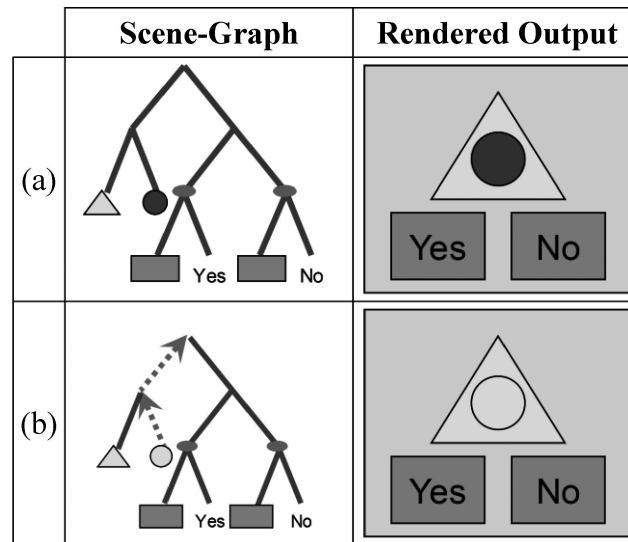 Scene-Graph Rendered Output
(a)
Yes No
Yes No
(b)
Yes No
Yes No